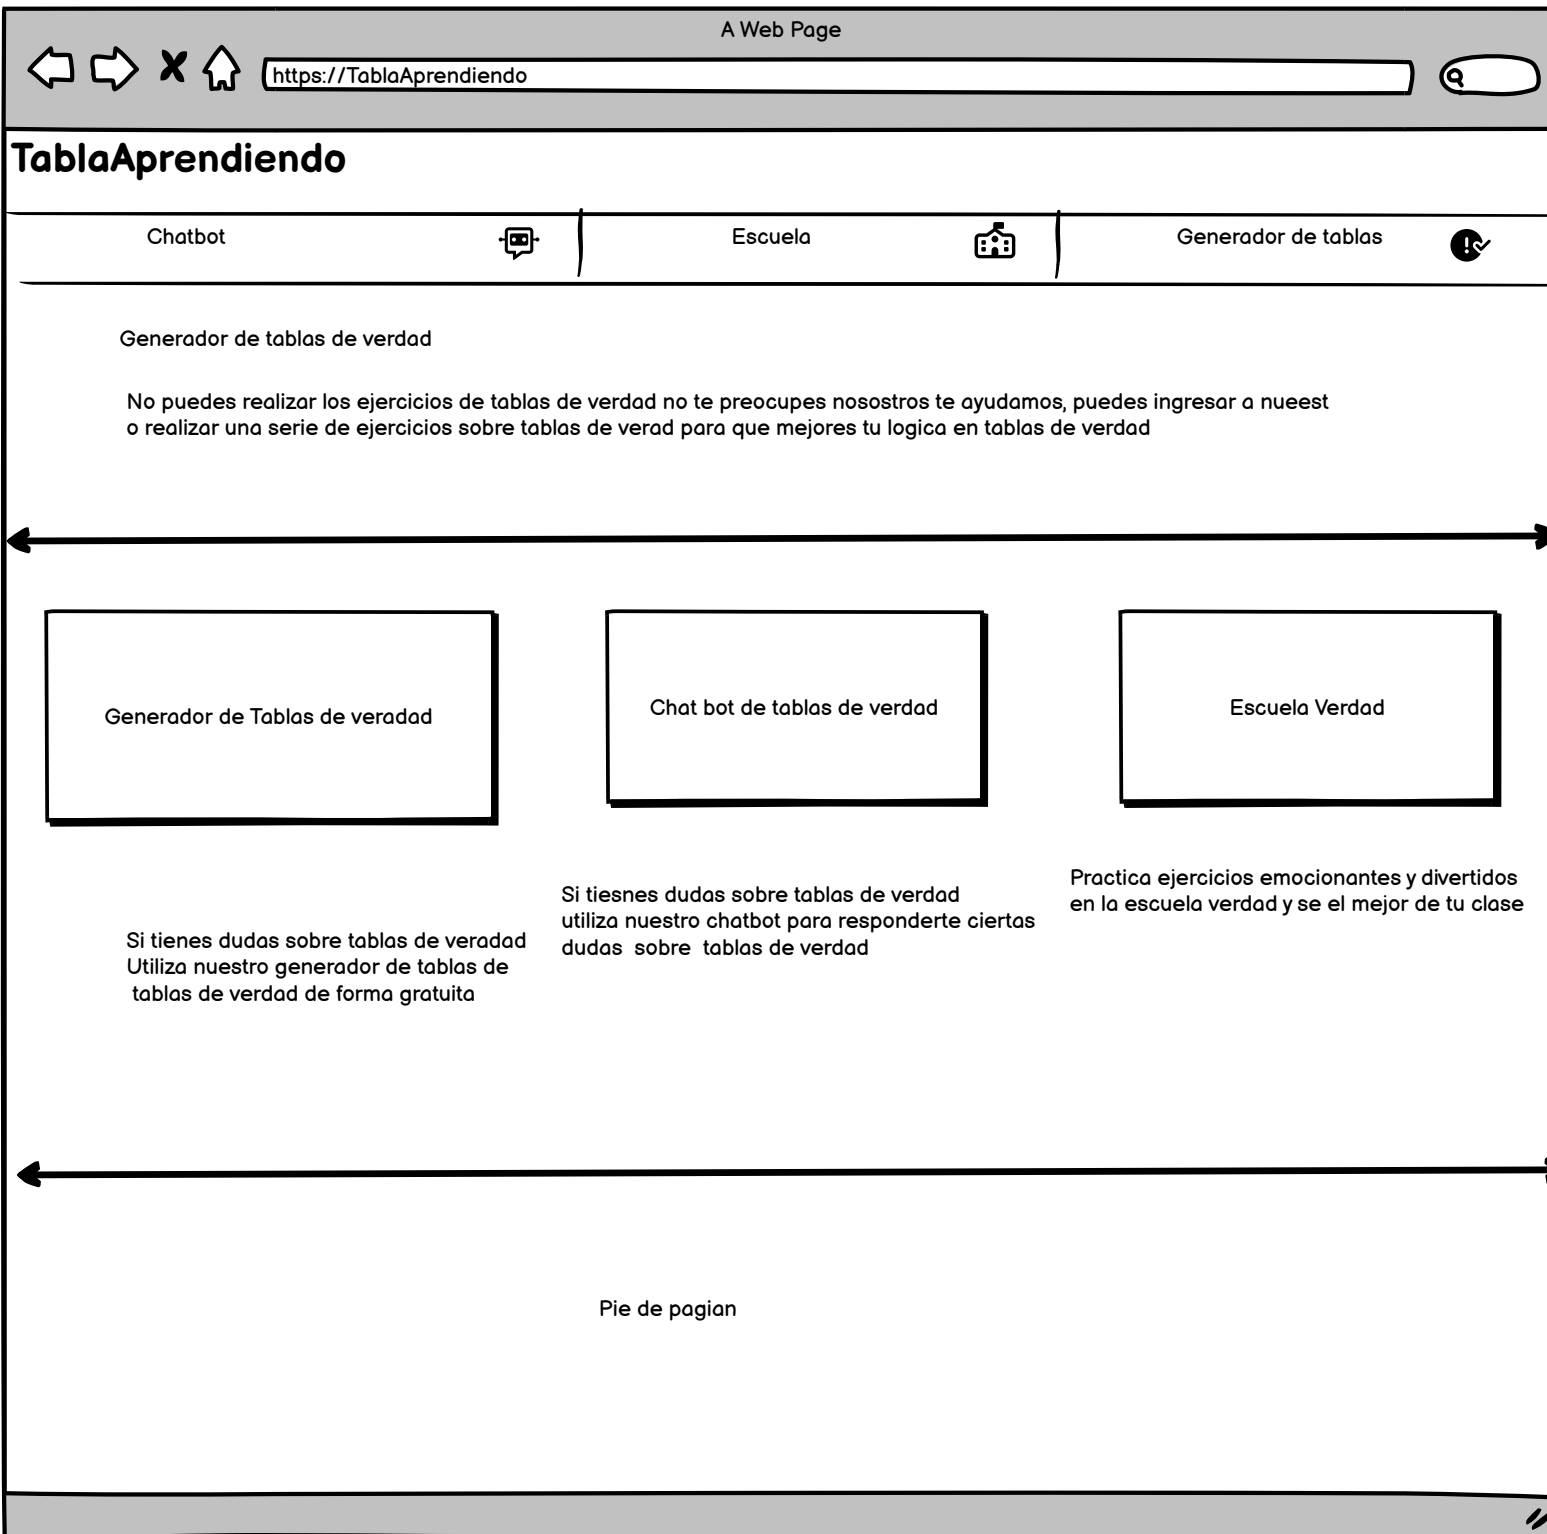 A Web Page
https://TablaAprendiendo
TablaAprendiendo
Chatbot
Escuela
Generador de tablas
Generador de tablas de verdad
No puedes realizar los ejercicios de tablas de verdad no te preocupes nosostros te ayudamos, puedes ingresar a nueest
o realizar una serie de ejercicios sobre tablas de verad para que mejores tu logica en tablas de verdad
Generador de Tablas de veradad
Chat bot de tablas de verdad
Escuela Verdad
Si tienes dudas sobre tablas de veradad
Utiliza nuestro generador de tablas de
tablas de verdad de forma gratuita
Si tiesnes dudas sobre tablas de verdad
utiliza nuestro chatbot para responderte ciertas
dudas sobre tablas de verdad
Practica ejercicios emocionantes y divertidos
en la escuela verdad y se el mejor de tu clase
Pie de pagian